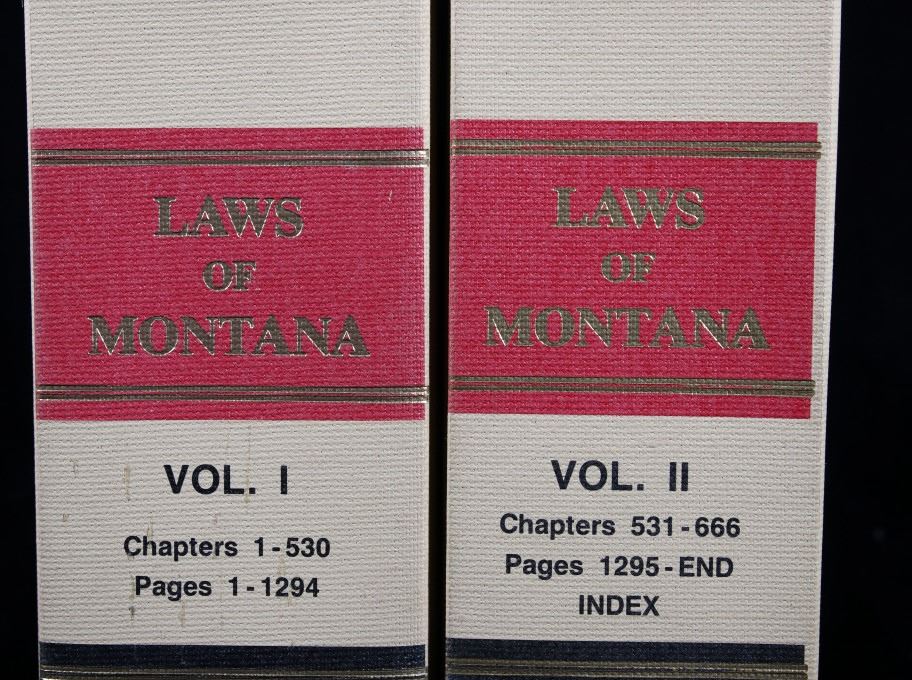 LAWS
OF
MONTANA
VOL. I
Chapters 1-530
Pages 1-1294
LAWS
OF
MONTANA
VOL. II
Chapters 531-666
Pages 1295-END
INDEX